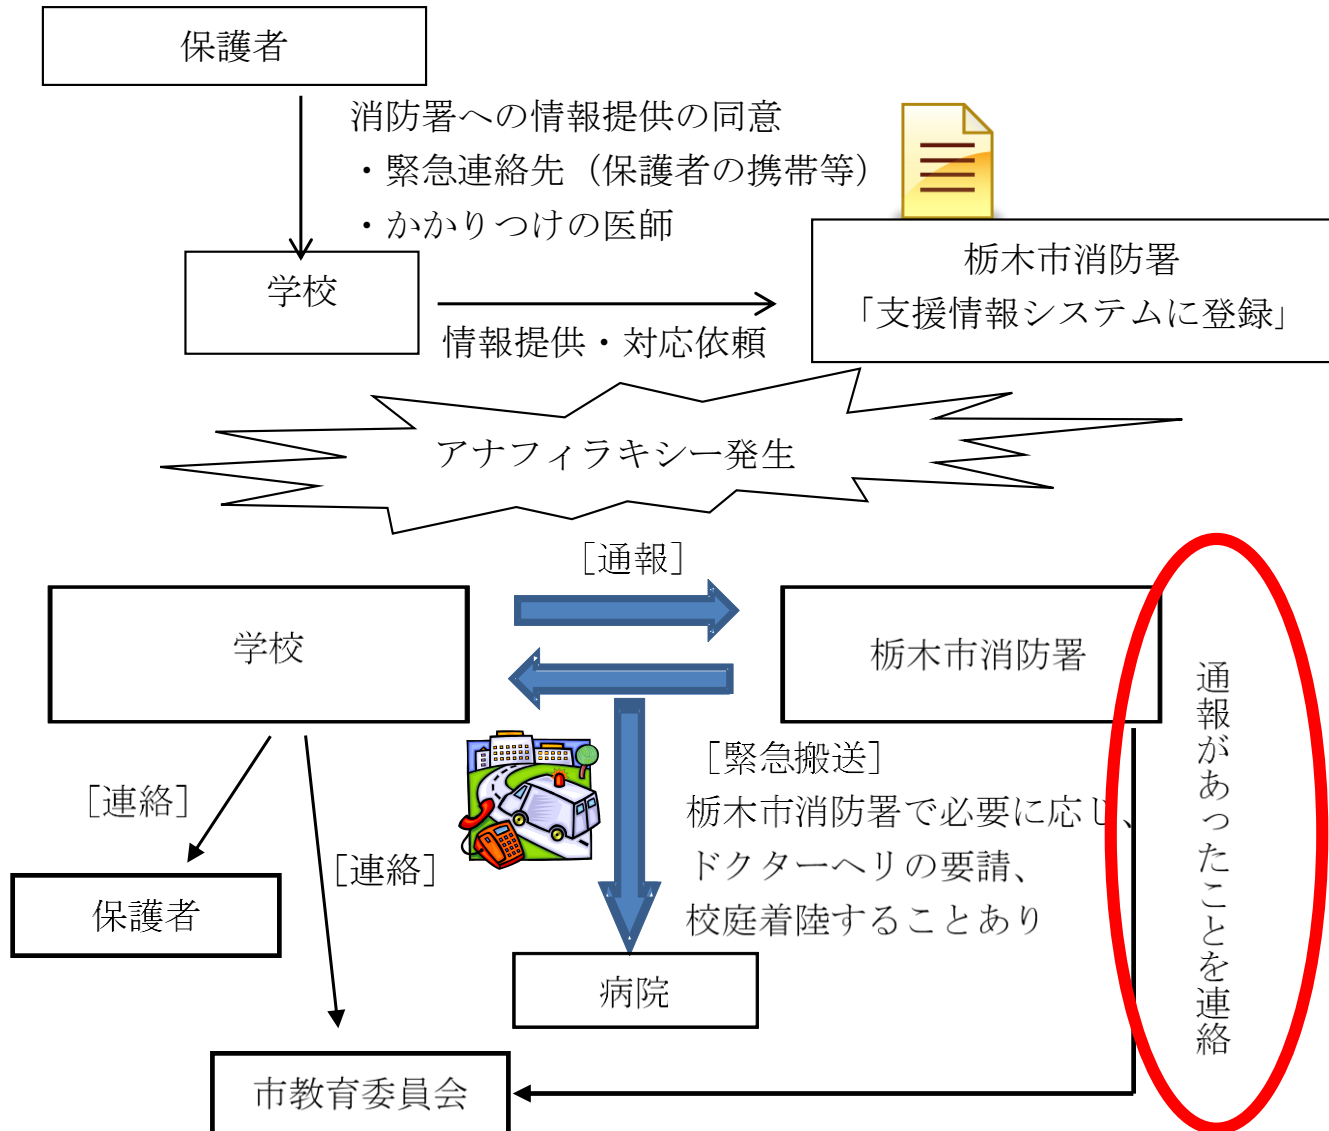 保護者
消防署への情報提供の同意
・緊急連絡先（保護者の携帯等）
・かかりつけの医師
学校
栃木市消防署
「支援情報システムに登録」
情報提供・対応依頼
アナフィラキシー発生
［通報］
学校
栃木市消防署
通報があったことを連絡
［緊急搬送］
栃木市消防署で必要に応じ、
ドクターヘリの要請、
校庭着陸することあり
［連絡］
［連絡］
保護者
病院
市教育委員会